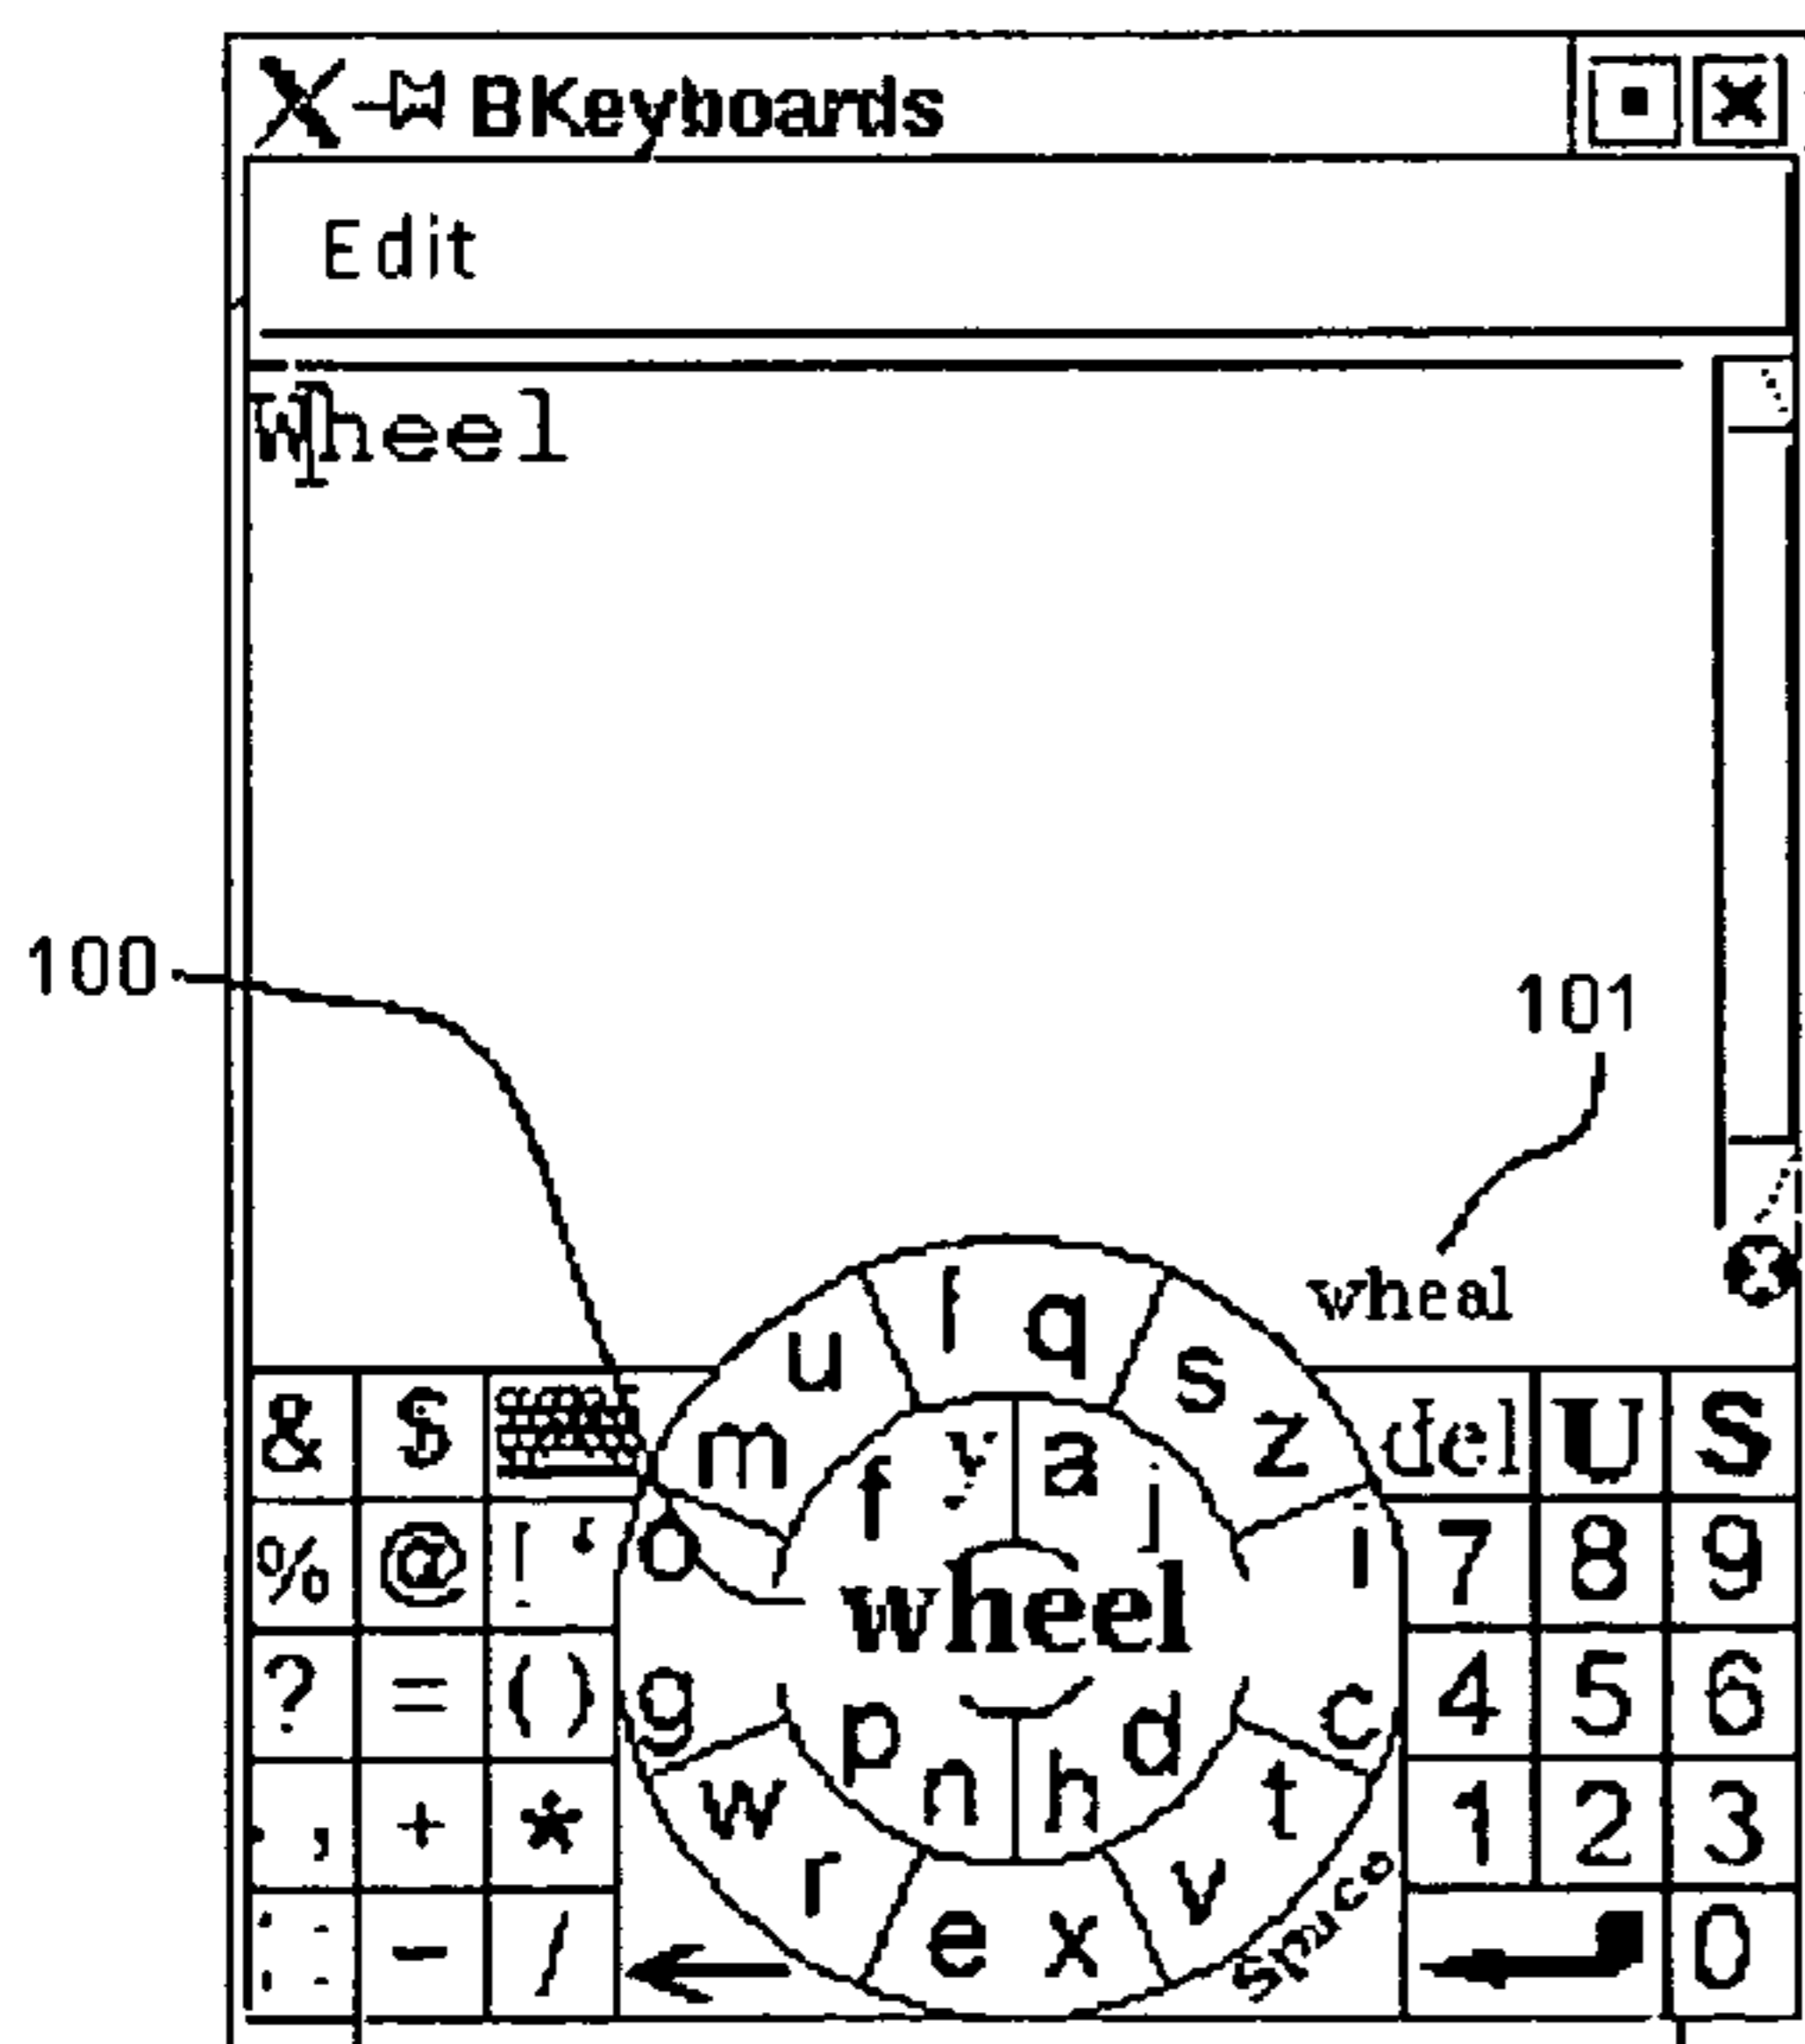 BKeyboards
Edit
Wheel
100
101
wheal
l q
u s
m z
f y a j
& $ del U S
o i
% @ ! ' 7 8 9
wheel
? = ( ) g c 4 5 6
p d
n h
w t
. , + * 1 2 3
r v
e x
: - / ← 0